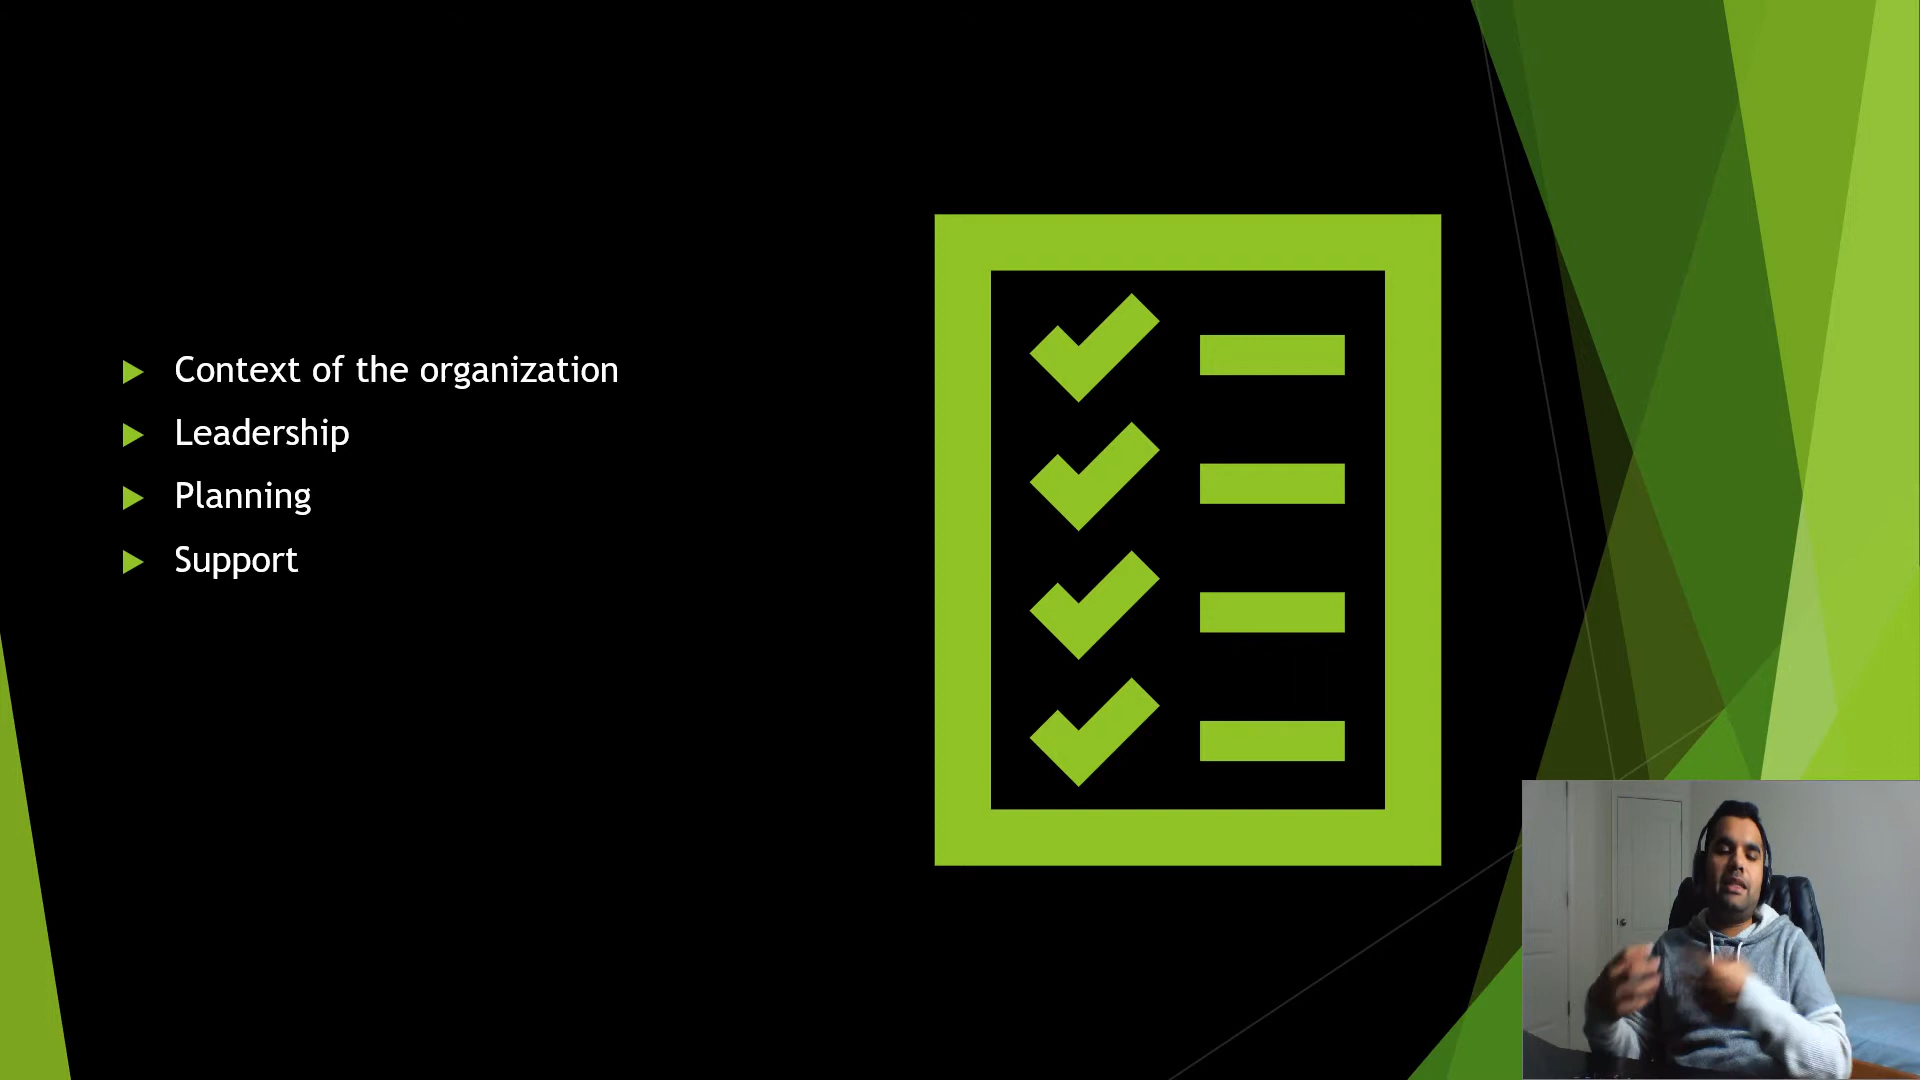 Context of the organization
Leadership
Planning
Support